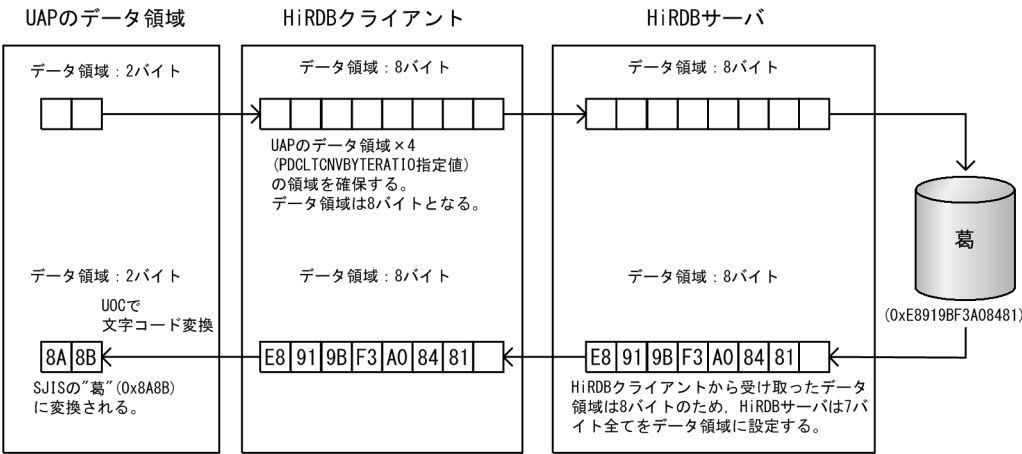 UAPのデータ領域
HiRDBクライアント
HiRDBサーバ
データ領域：2バイト
データ領域：8バイト
データ領域：8バイト
UAPのデータ領域×4
(PDCLTCNVBYTERATIO指定値)
の領域を確保する。
データ領域は8バイトとなる。
葛
(0xE8919BF3A08481)
データ領域：2バイト
データ領域：8バイト
データ領域：8バイト
UOCで
文字コード変換
8A 8B
E8 91 9B F3 A0 84 81
E8 91 9B F3 A0 84 81
SJISの"葛"(0x8A8B)
に変換される。
HiRDBクライアントから受け取ったデータ
領域は8バイトのため，HiRDBサーバは7バ
イト全てをデータ領域に設定する。